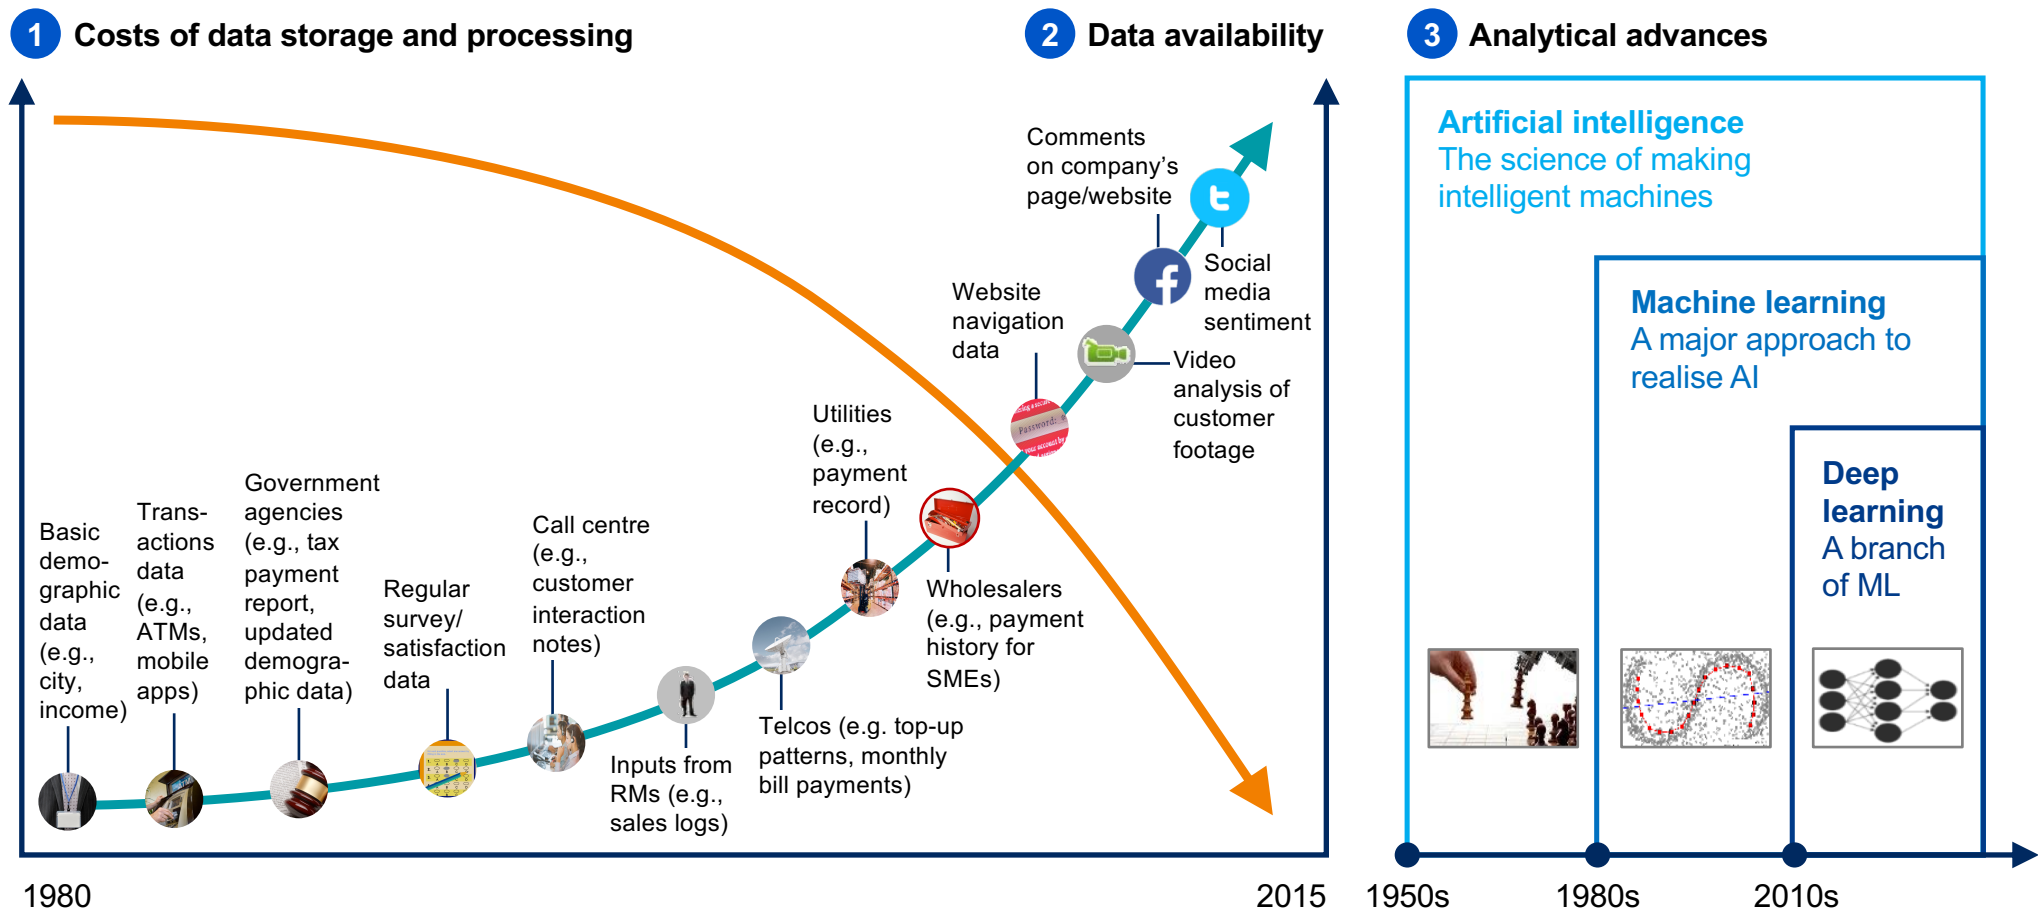 1 Costs of data storage and processing
2 Data availability
3 Analytical advances
Basic
demo-
graphic
data
(e.g.,
city,
income)
Trans-
actions
data
(e.g.,
ATMs,
mobile
apps)
Government
agencies
(e.g., tax
payment
report,
updated
demogra-
phic data)
Regular
survey/
satisfaction
data
Call centre
(e.g.,
customer
interaction
notes)
Inputs from
RMs (e.g.,
sales logs)
Telcos (e.g. top-up
patterns, monthly
bill payments)
Utilities
(e.g.,
payment
record)
Wholesalers
(e.g., payment
history for
SMEs)
Website
navigation
data
Password:
your account by
Video
analysis of
customer
footage
Comments
on company's
page/website
Social
media
sentiment
1980
2015
Artificial intelligence
The science of making
intelligent machines
Machine learning
A major approach to
realise AI
Deep
learning
A branch
of ML
1950s
1980s
2010s